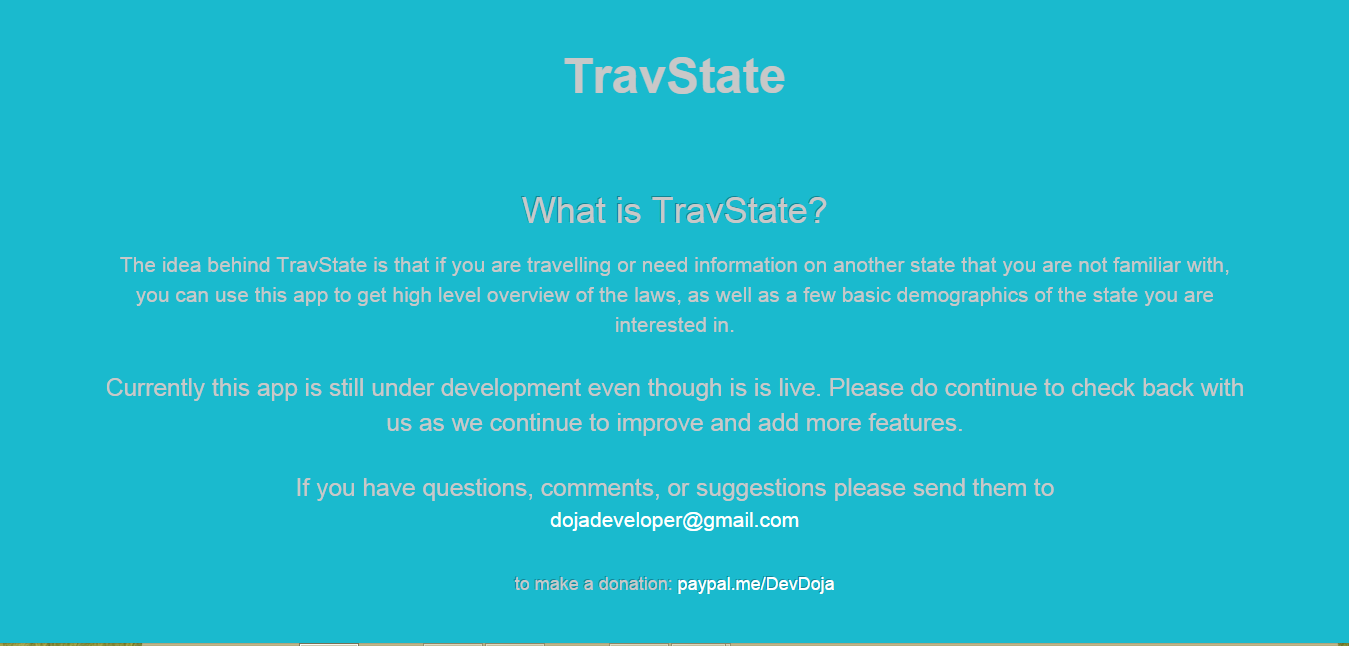 TravState
What is TravState?
The idea behind TravState is that if you are travelling or need information on another state that you are not familiar with,
you can use this app to get high level overview of the laws, as well as a few basic demographics of the state you are
interested in.
Currently this app is still under development even though is is live. Please do continue to check back with
us as we continue to improve and add more features.
If you have questions, comments, or suggestions please send them to
dojadeveloper@gmail.com
to make a donation: paypal.me/DevDoja